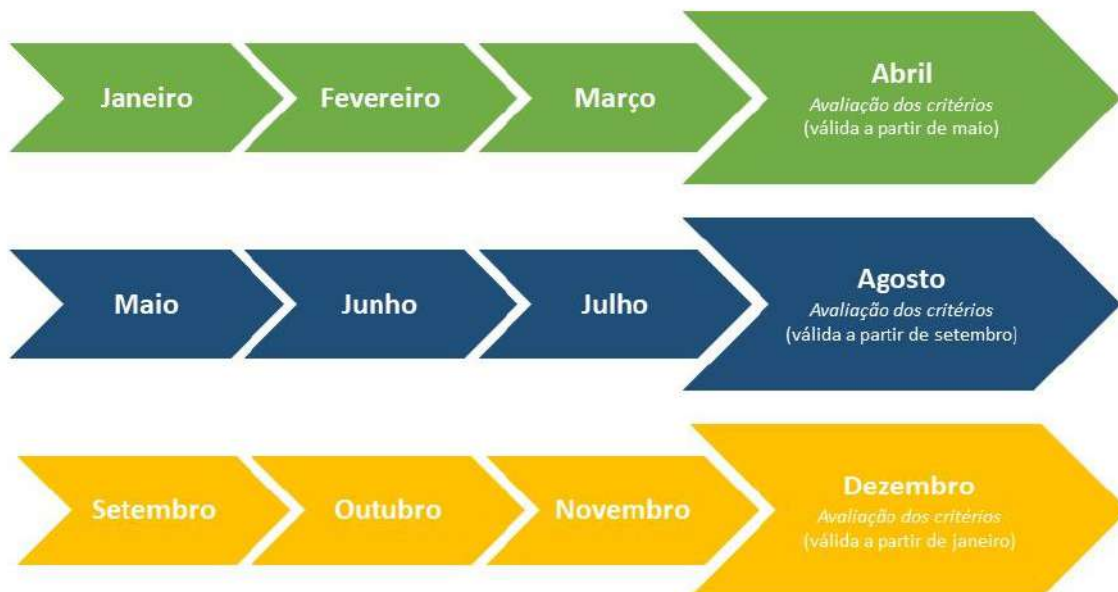 Janeiro
Fevereiro
Março
Abril
Avaliação dos critérios
(válida a partir de maio)
Maio
Junho
Julho
Agosto
Avaliação dos critérios
(válida a partir de setembro)
Setembro
Outubro
Novembro
Dezembro
Avaliação dos critérios
(válida a partir de janeiro)